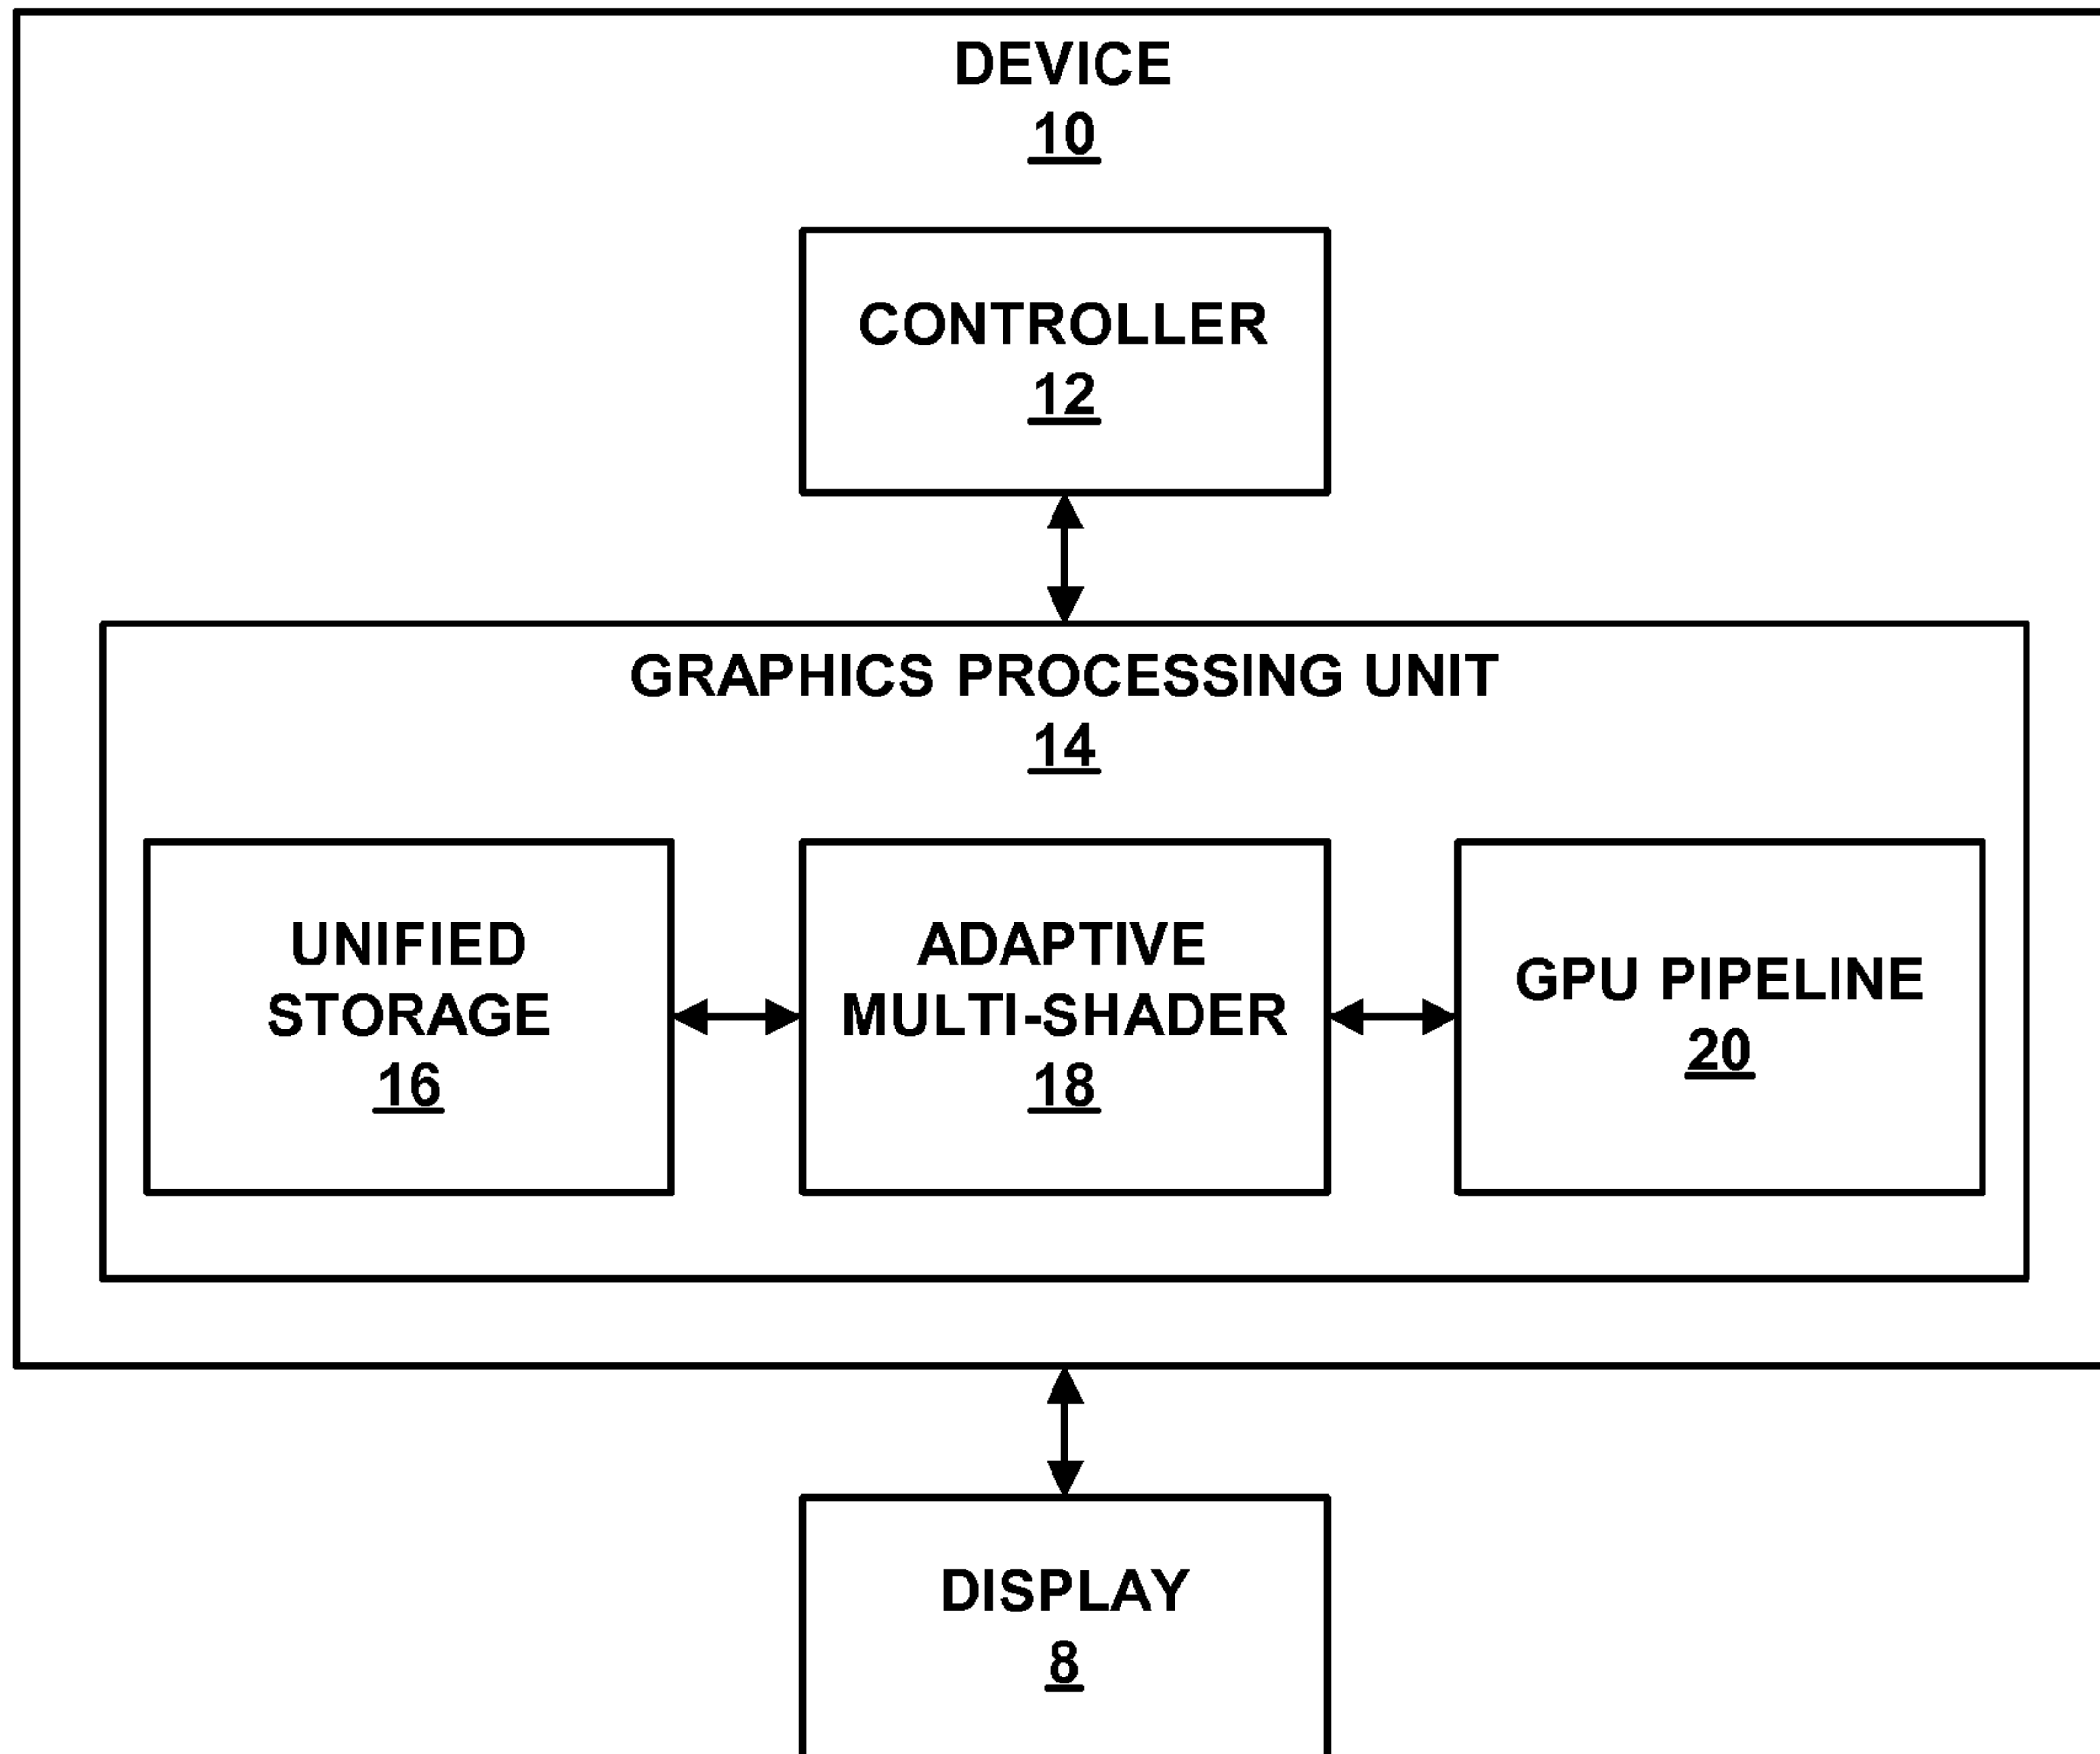 DEVICE
10
CONTROLLER
12
GRAPHICS PROCESSING UNIT
14
UNIFIED
STORAGE
16
ADAPTIVE
MULTI-SHADER
18
GPU PIPELINE
20
DISPLAY
8